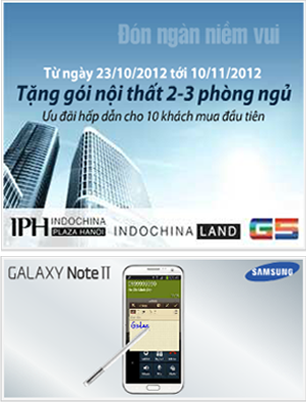 Đón ngàn niềm vui
Từ ngày 23/10/2012 tới 10/11/2012
Tặng gói nội thất 2-3 phòng ngủ
Ưu đãi hấp dẫn cho 10 khách mua đầu tiên
IPH INDOCHINA PLAZA HANOI
INDOCHINA LAND
G5
GALAXY Note II
SAMSUNG